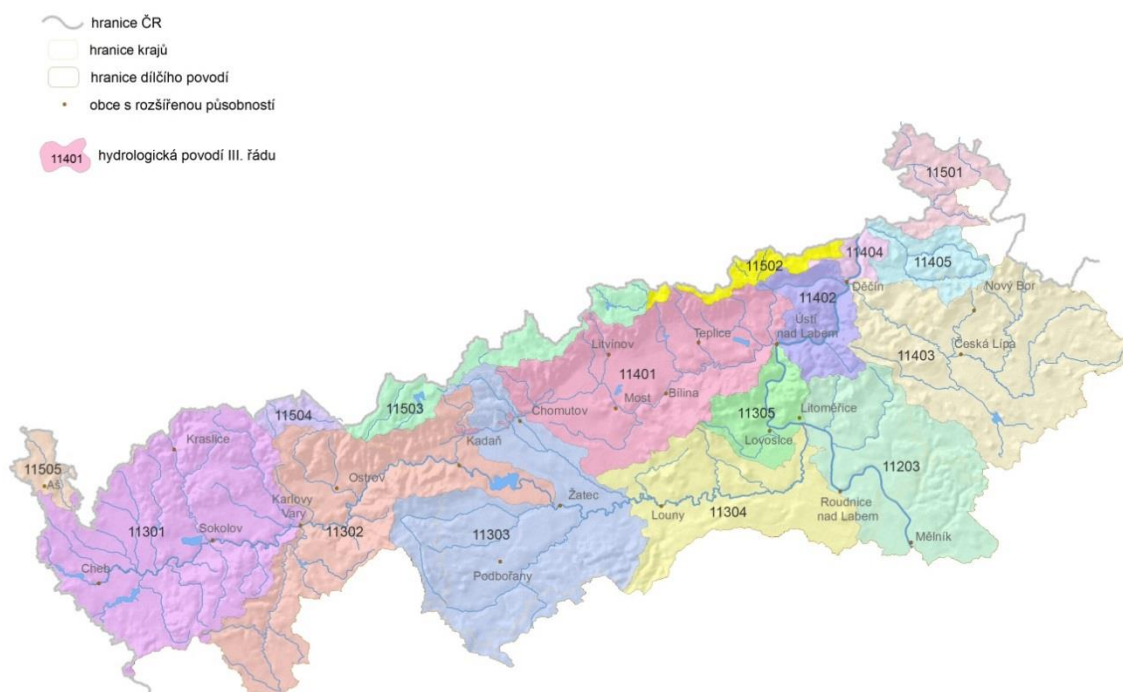 hranice ČR
hranice krajů
hranice dílčího povodí
obce s rozšířenou působností
11401
hydrologická povodí III. řádu
11501
11404
11405
11502
11402
Děčín
Nový Bor
Ústí
nad Labem
Teplice
Litvínov
11403
Česká Lípa
11401
Bílina
Most
11503
11504
Chomutov
11305
Litoměřice
Lovosice
Kraslice
Kadaň
11505
Aš
Ostrov
11203
Karlovy
Vary
Žatec
Louny
11304
Roudnice
nad Labem
11301
Sokolov
11302
11303
Mělník
Cheb
Podbořany